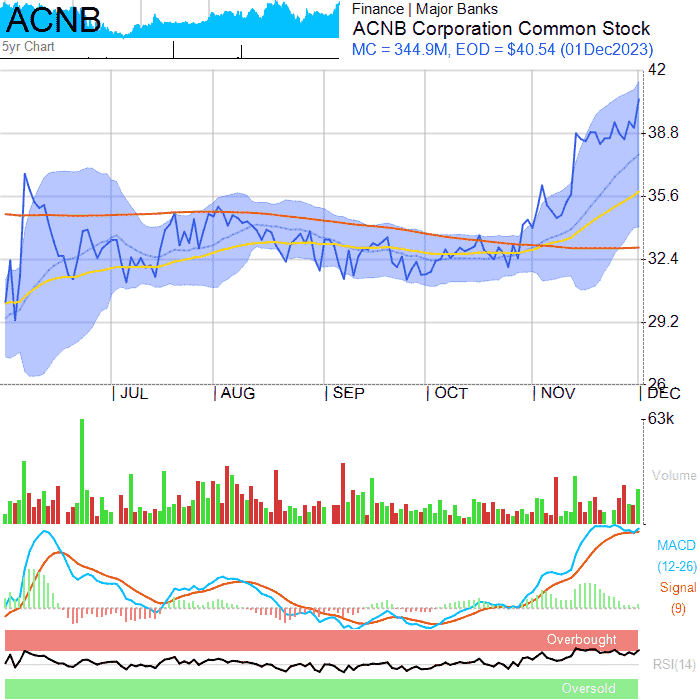 ACNB
5yr Chart
Finance | Major Banks
ACNB Corporation Common Stock
MC = 344.9M, EOD = $40.54 (01Dec2023)
42
38.8
35.6
32.4
29.2
26
JUL
AUG
SEP
OCT
NOV
DEC
63k
Volume
MACD
(12-26)
Signal
(9)
Overbought
RSI(14)
Oversold